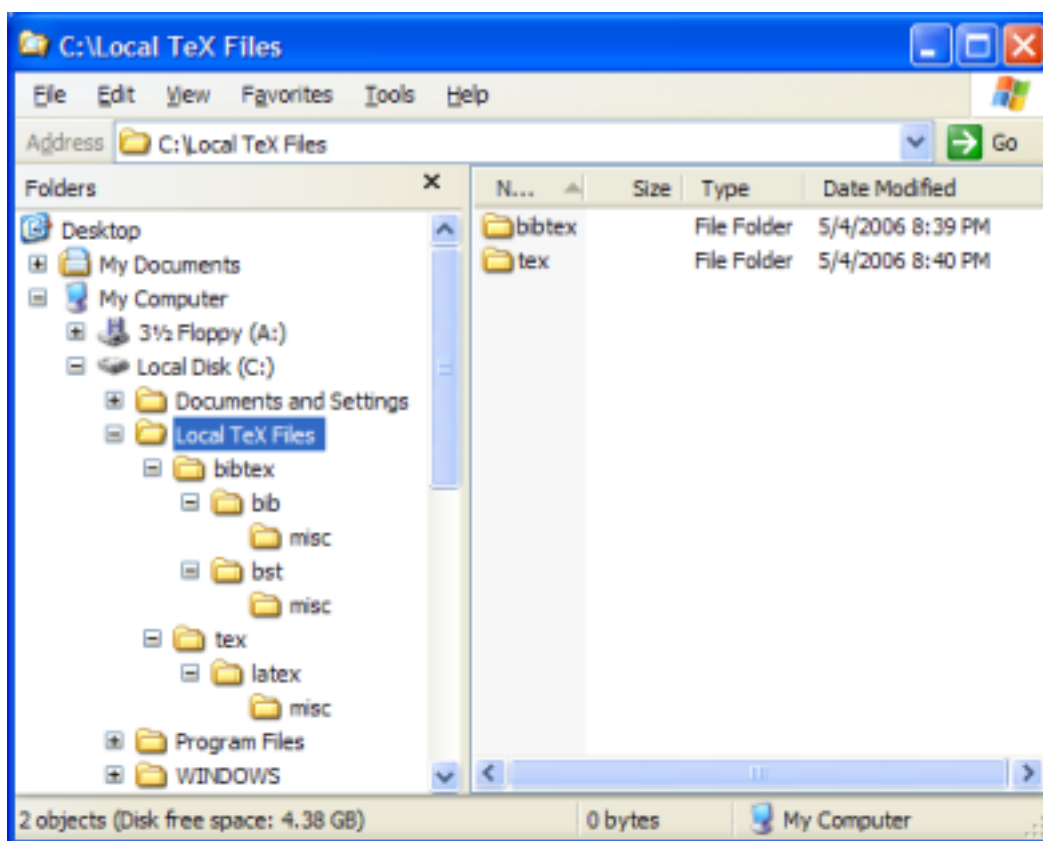 C:\Local TeX Files
File Edit View Favorites Tools Help
Address C:\Local TeX Files Go
Folders
Desktop
My Documents
My Computer
3½ Floppy (A:)
Local Disk (C:)
Documents and Settings
Local TeX Files
bibtex
bib
misc
bst
misc
tex
latex
misc
Program Files
WINDOWS
N... Size Type Date Modified
bibtex File Folder 5/4/2006 8:39 PM
tex File Folder 5/4/2006 8:40 PM
2 objects (Disk free space: 4.38 GB) 0 bytes My Computer